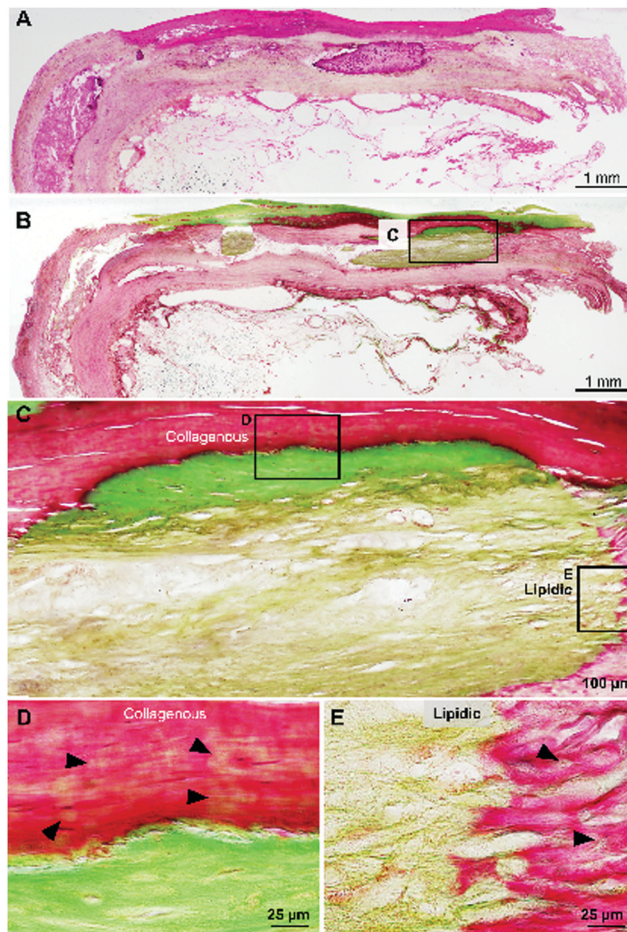 A
1 mm
B
C
1 mm
C
D
Collagenous
E
Lipidic
100 µm
D
Collagenous
25 µm
E
Lipidic
25 µm